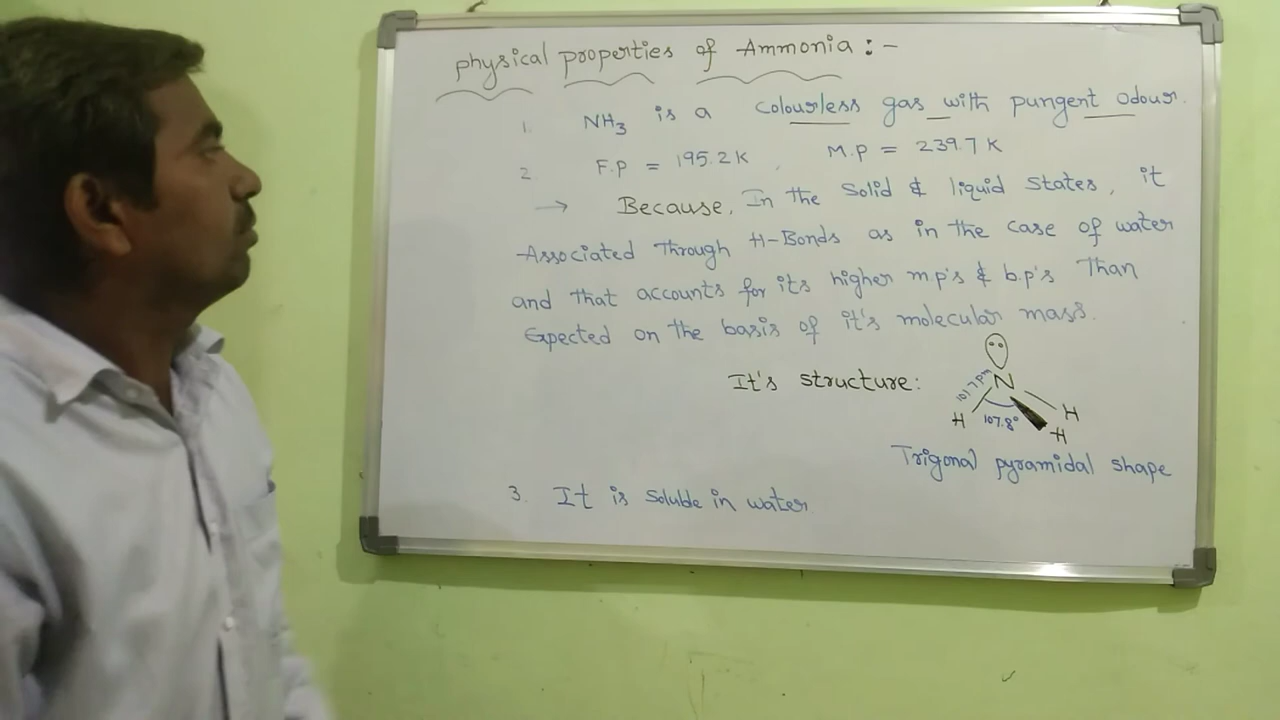 physical properties of Ammonia :-
1. NH3 is a colourless gas with pungent odour.
2 F.P = 195.2K , M.P = 239.7 K
→ Because, In the Solid & liquid states, it
Associated through H-Bonds as in the case of water
and that accounts for its higher m.p's & b.p's Than
Expected on the basis of it's molecular mass.
It's structure:
N
101.7pm
H 107.8° H
H
Trigonal pyramidal shape
3. It is soluble in water